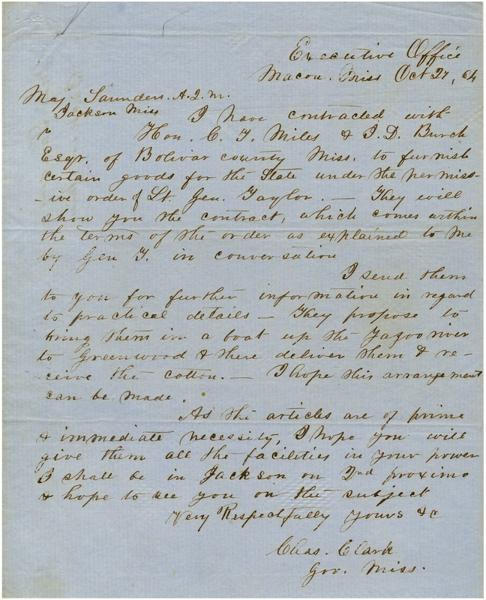 Executive Office
Macon. Miss Oct 27, 64
Maj Saunders. A.Q.M.
Jackson Miss
I have contracted with
Hon. C. F. Miles & J. D. Burch
Esqr. of Bolivar county Miss. to furnish
certain goods for the State under the permiss-
-ive order of Lt. Gen. Taylor. — They will
show you the contract, which comes within
the terms of the order as explained to me
by Gen T. in conversation
I send them
to you for further information in regard
to practical details — They propose to
bring them in a boat up the Yazoo river
to Greenwood & there deliver them & re-
ceive the cotton. — I hope this arrangement
can be made.
As the articles are of prime
& immediate necessity, I hope you will
give them all the facilities in your power
I shall be in Jackson on 2nd proximo
& hope to see you on the subject
Very Respectfully Yours &c
Chas. Clark
Gov. Miss.